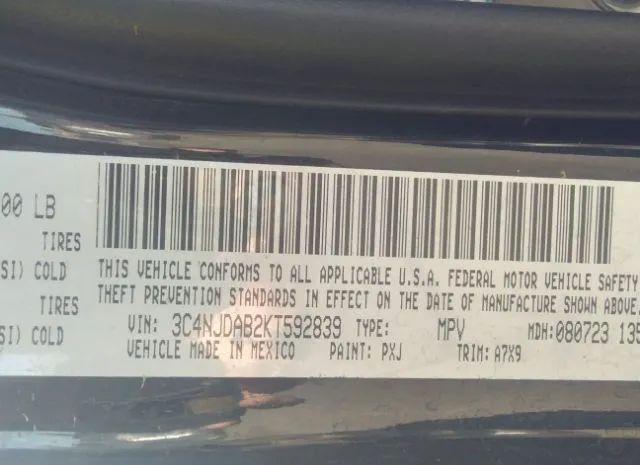 00 LB
TIRES
SI) COLD
TIRES
SI) COLD
THIS VEHICLE CONFORMS TO ALL APPLICABLE U.S.A. FEDERAL MOTOR VEHICLE SAFETY
THEFT PREVENTION STANDARDS IN EFFECT ON THE DATE OF MANUFACTURE SHOWN ABOVE.
VIN: 3C4NJDAB2KT592839 TYPE: MPV MDH:080723 135
VEHICLE MADE IN MEXICO PAINT: PXJ TRIM: A7X9